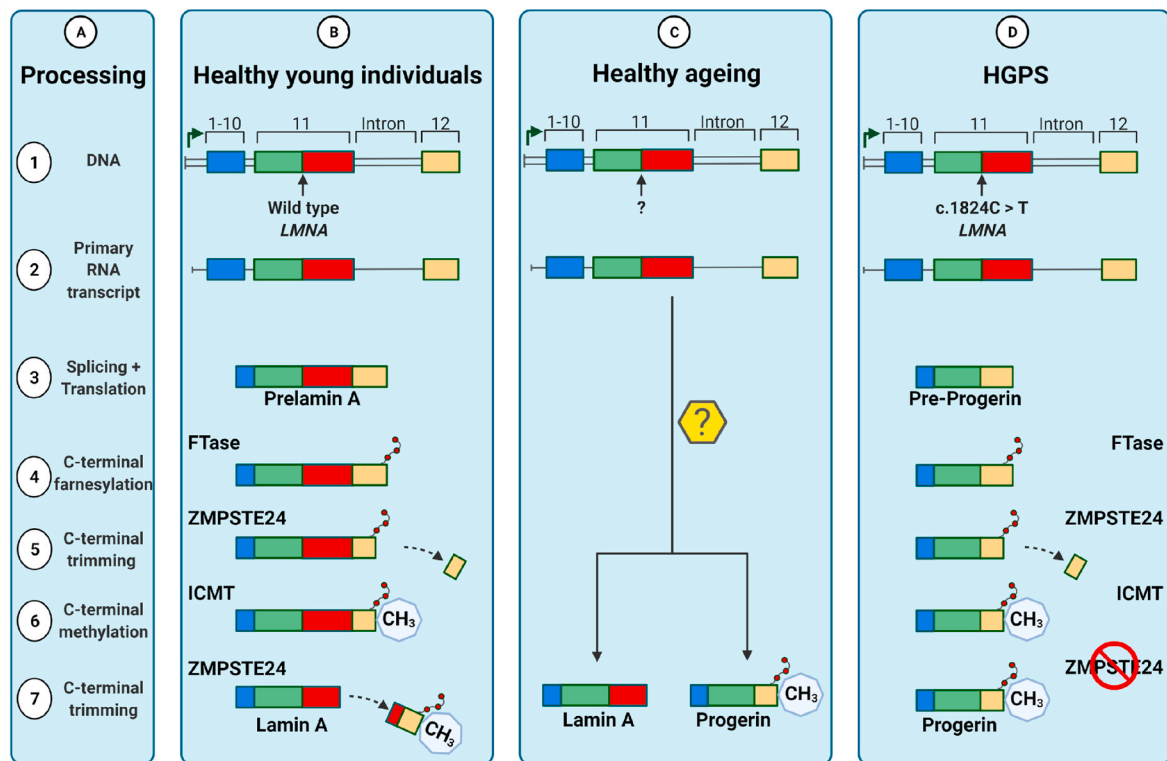 A
Processing
1
DNA
2
Primary
RNA
transcript
3
Splicing +
Translation
4
C-terminal
farnesylation
5
C-terminal
trimming
6
C-terminal
methylation
7
C-terminal
trimming
B
Healthy young individuals
1-10
11
Intron
12
Wild type
LMNA
Prelamin A
FTase
ZMPSTE24
ICMT
CH3
ZMPSTE24
Lamin A
CH3
C
Healthy ageing
1-10
11
Intron
12
?
?
Lamin A
Progerin
CH3
D
HGPS
1-10
11
Intron
12
c.1824C > T
LMNA
Pre-Progerin
FTase
ZMPSTE24
ICMT
CH3
ZMPSTE24
CH3
Progerin